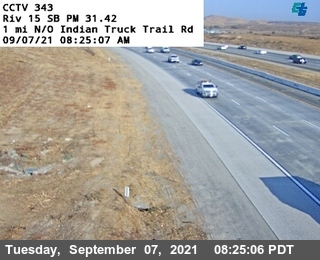 CCTV 343
Riv 15 SB PM 31.42
1 mi N/O Indian Truck Trail Rd
09/07/21 08:25:07 AM
Tuesday, September 07, 2021 08:25:06 PDT